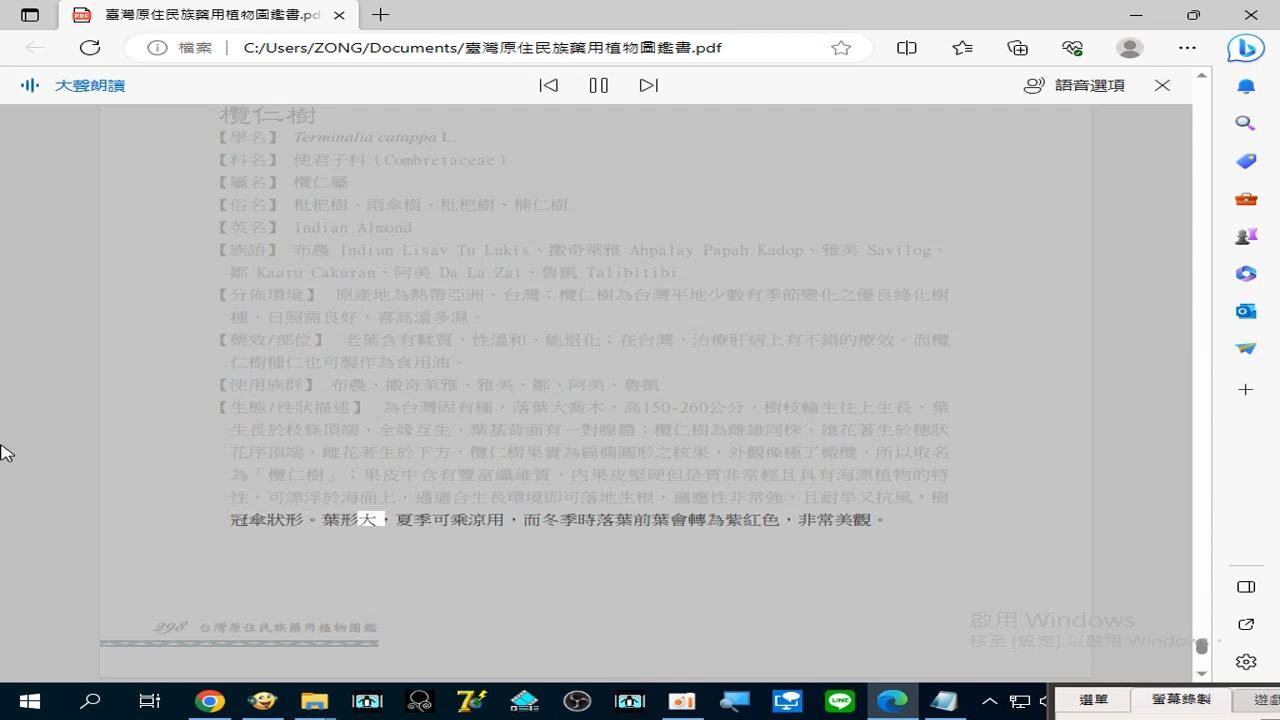 臺灣原住民族藥用植物圖鑑書.pd
檔案 C:/Users/ZONG/Documents/臺灣原住民族藥用植物圖鑑書.pdf
大聲朗讀
語音選項
欖仁樹
【學名】 Terminalia catappa L.
【科名】 使君子科(Combretaceae)
【屬名】 欖仁屬
【俗名】 枇杷樹、雨傘樹、枇杷樹、楠仁樹
【英名】 Indian Almond
【族語】 布農 Indiun Lisav Tu Lukis、撒奇萊雅 Ahpalay Papah Kadop、雅美 Savilog、
鄒 Kaaru Cakuran、阿美 Da La Zai、魯凱 Talibitibi
【分佈環境】 原產地為熱帶亞洲、台灣;欖仁樹為台灣平地少數有季節變化之優良綠化樹
種,日照需良好,喜高溫多濕。
【藥效/部位】 老葉含有鞣質,性溫和,能退化;在台灣,治療肝病上有不錯的療效,而欖
仁樹種仁也可製作為食用油。
【使用族群】 布農、撒奇萊雅、雅美、鄒、阿美、魯凱
【生態/性狀描述】 為台灣固有種,落葉大喬木,高150-260公分,樹枝輪生往上生長,葉
生長於枝條頂端,全緣互生,葉基背面有一對腺體;欖仁樹為雌雄同株,雄花著生於穗狀
花序頂端,雌花著生於下方,欖仁樹果實為扁橢圓形之核果,外觀像極了橄欖,所以取名
為「欖仁樹」;果皮中含有豐富纖維質,內果皮堅硬但是質非常輕且具有海漂植物的特
性,可漂浮於海面上,遇適合生長環境即可落地生根,適應性非常強,且耐旱又抗風,樹
冠傘狀形。葉形大,夏季可乘涼用,而冬季時落葉前葉會轉為紫紅色,非常美觀。
298 台灣原住民族藥用植物圖鑑
啟用 Windows
移至 [設定] 以啟用 Windows。
選單 螢幕錄製